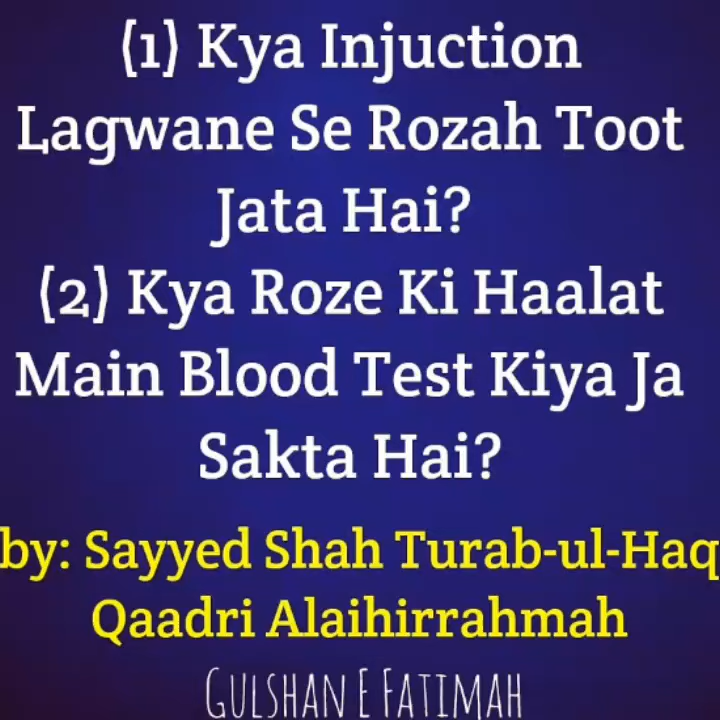 (1) Kya Injuction
Lagwane Se Rozah Toot
Jata Hai?
(2) Kya Roze Ki Haalat
Main Blood Test Kiya Ja
Sakta Hai?
by: Sayyed Shah Turab-ul-Haq
Qaadri Alaihirrahmah
GULSHAN E FATIMAH